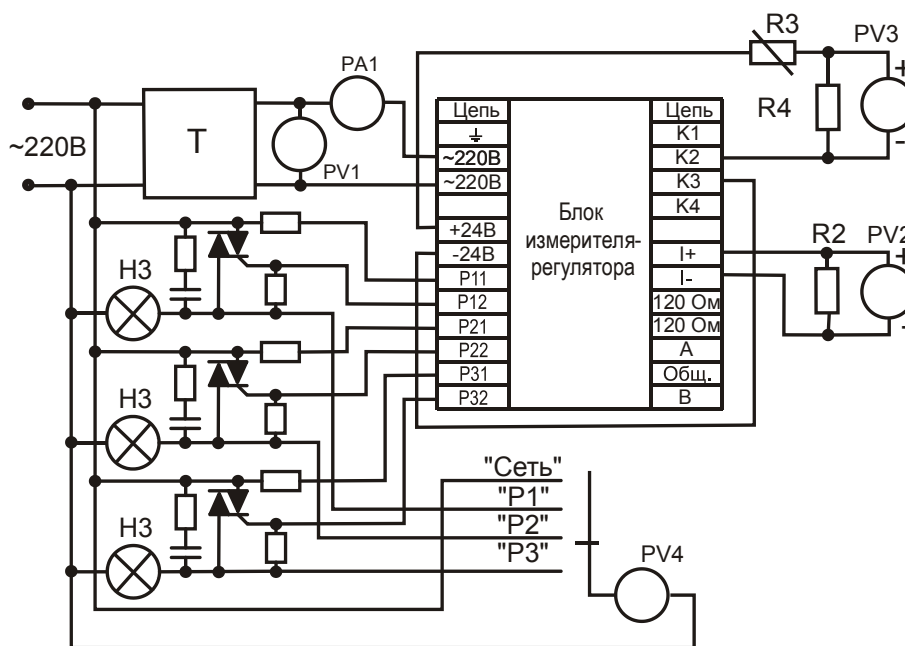 R3
PV3
PA1
R4
+
-
~220В
T
PV1
Цепь
⏚
~220В
~220В
+24В
-24В
P11
P12
P21
P22
P31
P32
Блок
измерителя-
регулятора
Цепь
K1
K2
K3
K4
I+
I-
120 Ом
120 Ом
A
Общ.
B
R2
PV2
+
-
H3
H3
H3
"Сеть"
"P1"
"P2"
"P3"
PV4